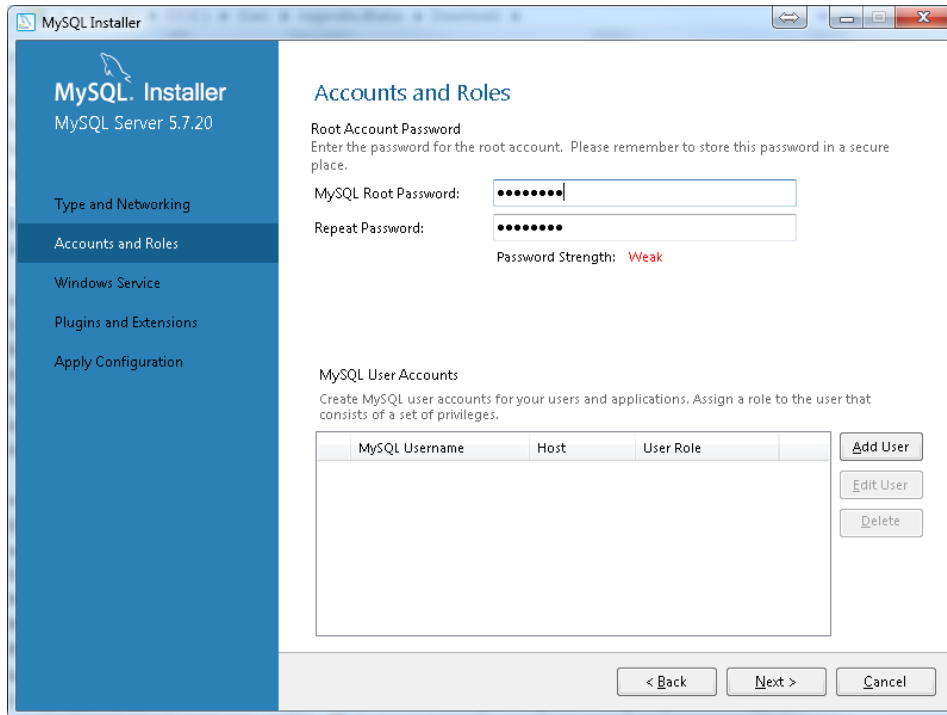 MySQL Installer
MySQL. Installer
MySQL Server 5.7.20
Type and Networking
Accounts and Roles
Windows Service
Plugins and Extensions
Apply Configuration
Accounts and Roles
Root Account Password
Enter the password for the root account. Please remember to store this password in a secure
place.
MySQL Root Password: ●●●●●●●●
Repeat Password: ●●●●●●●●
Password Strength: Weak
MySQL User Accounts
Create MySQL user accounts for your users and applications. Assign a role to the user that
consists of a set of privileges.
MySQL Username Host User Role
Add User
Edit User
Delete
< Back Next > Cancel